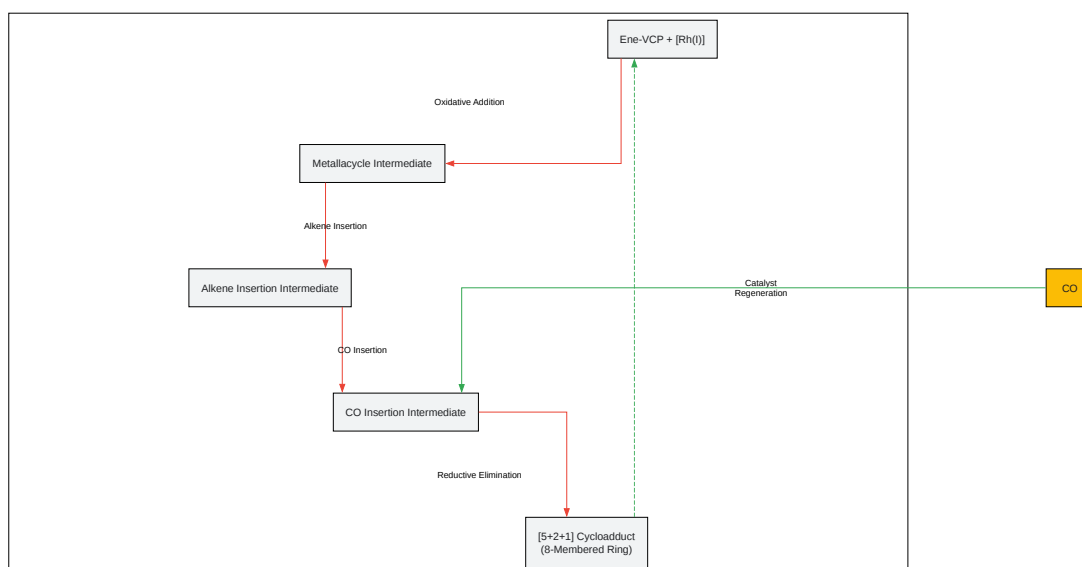 Ene-VCP + [Rh(I)]
Oxidative Addition
Metallacycle Intermediate
Alkene Insertion
Alkene Insertion Intermediate
Catalyst
Regeneration
CO
CO Insertion
CO Insertion Intermediate
Reductive Elimination
[5+2+1] Cycloadduct
(8-Membered Ring)